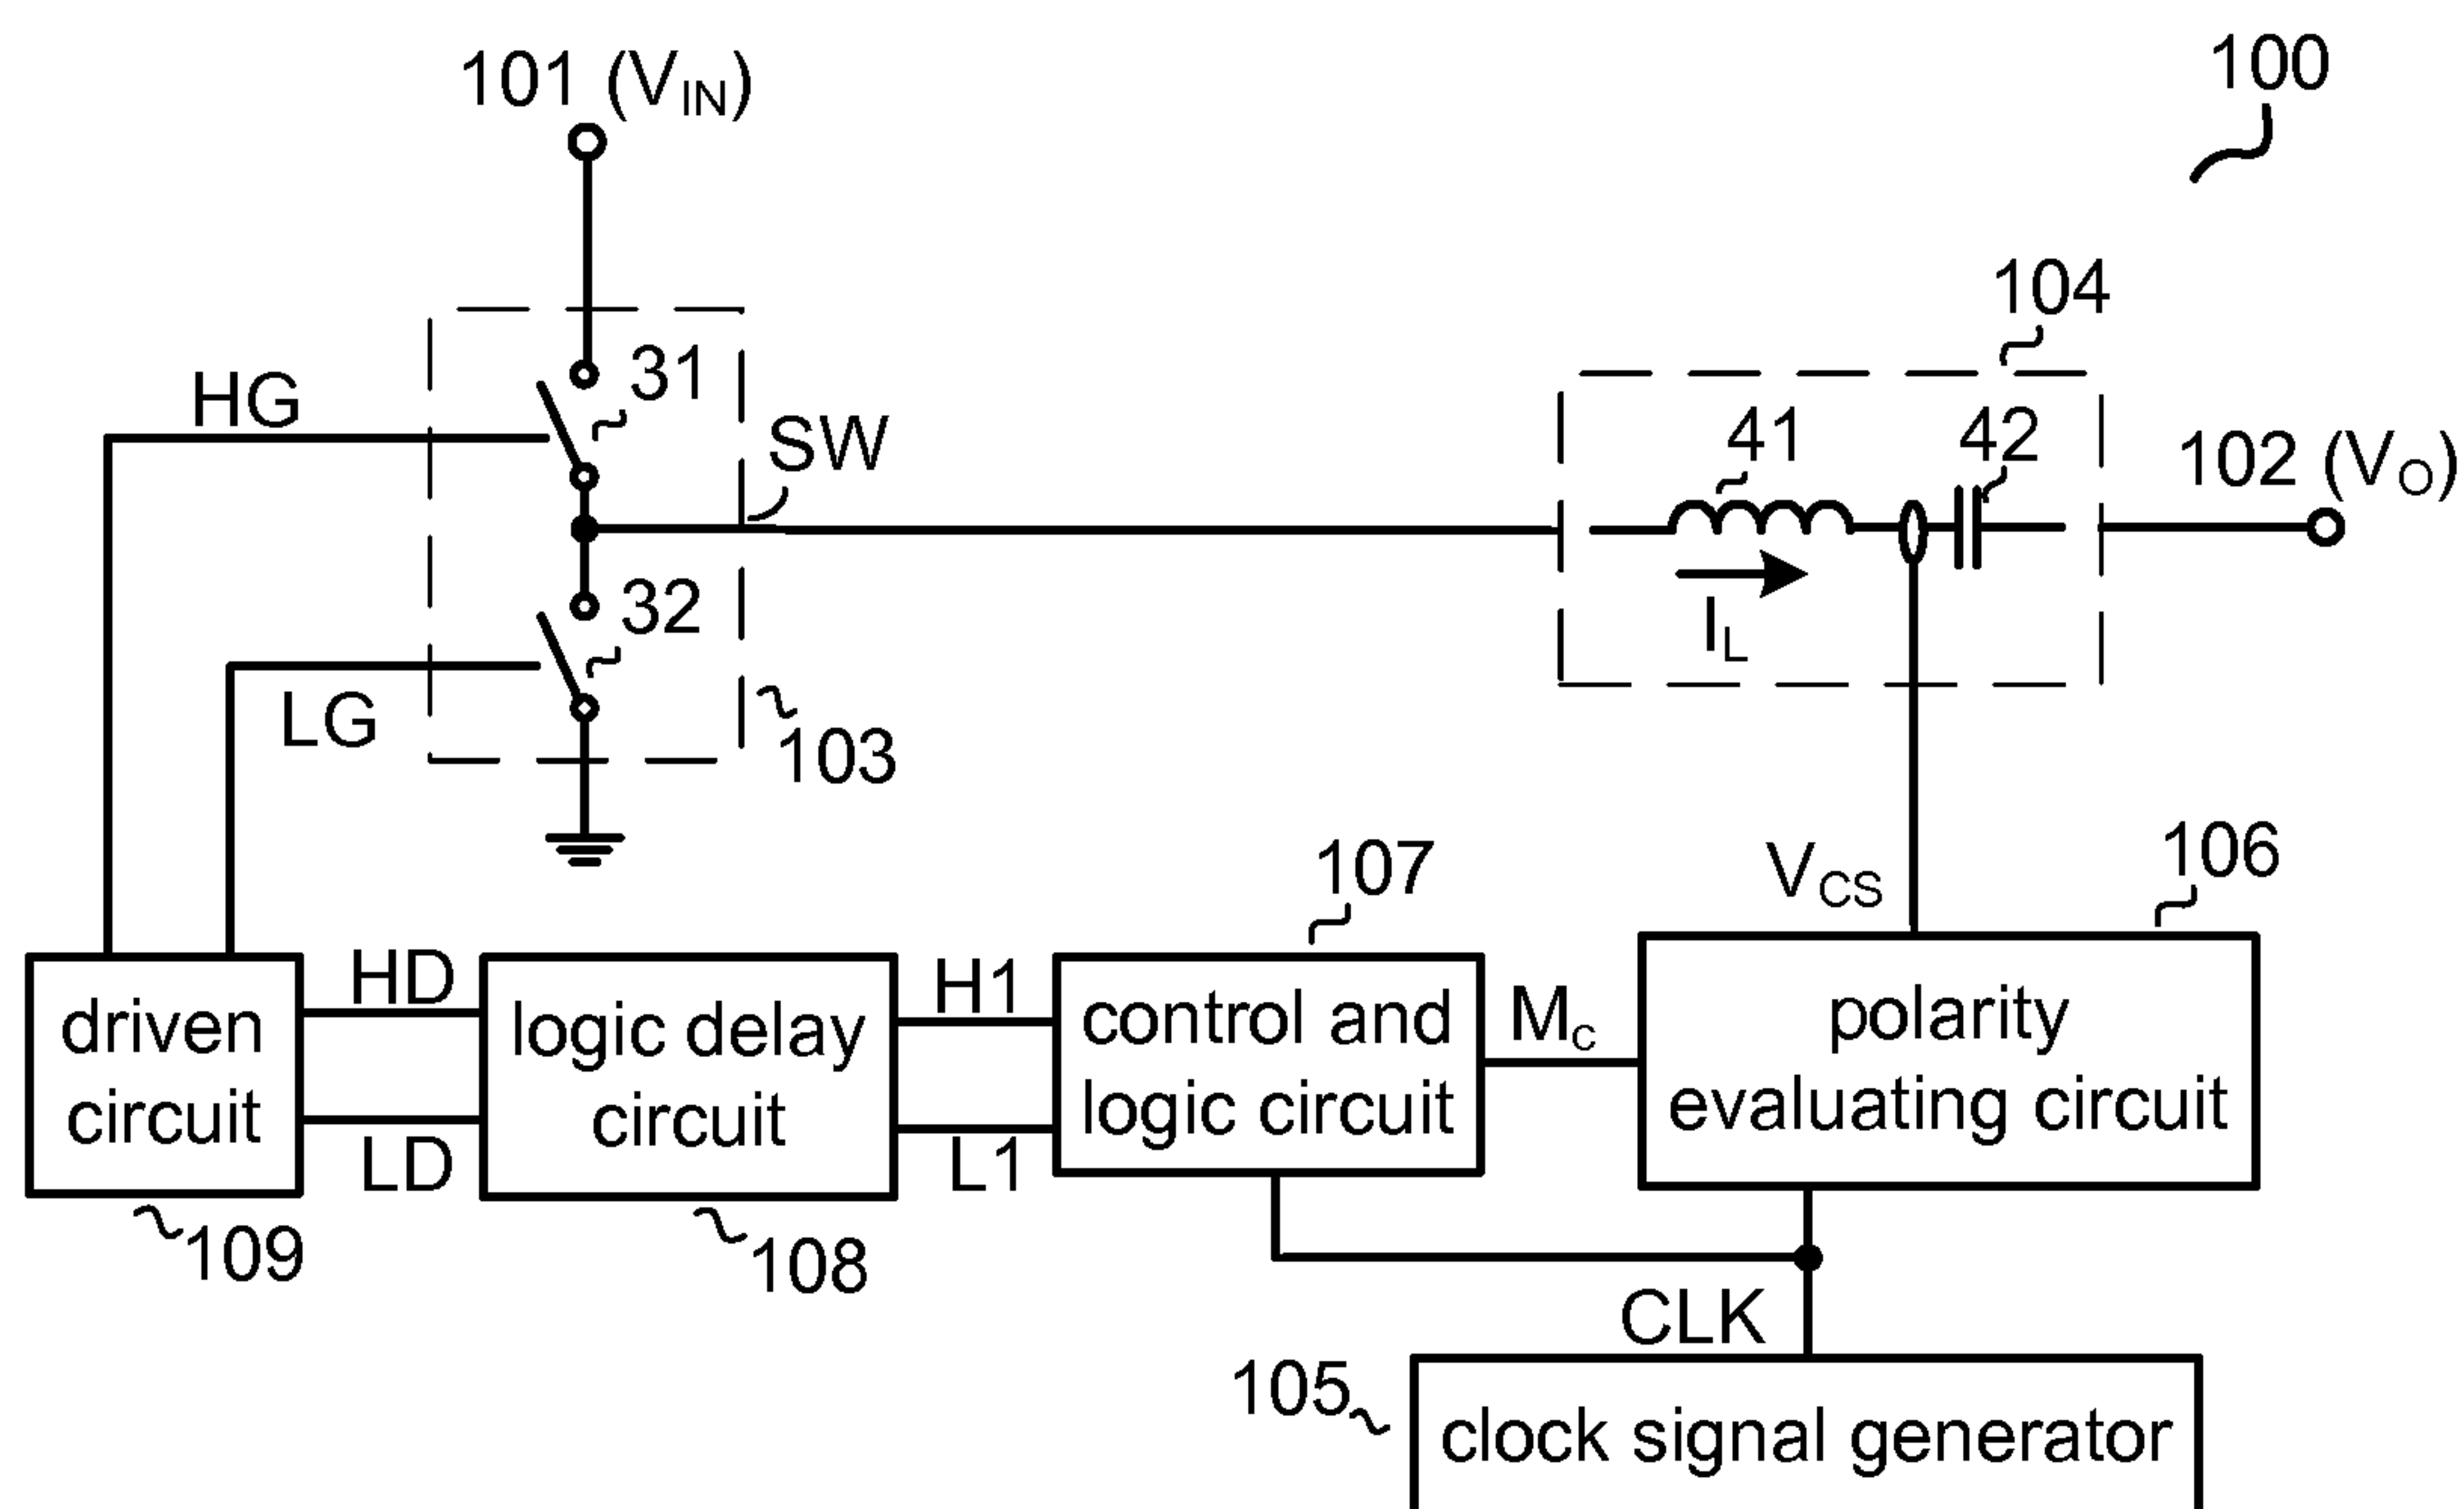 101 (VIN)
100
104
31
HG
SW
41
42
102 (VO)
32
IL
LG
103
107
VCS
106
HD
H1
driven
circuit
logic delay
circuit
control and
logic circuit
MC
polarity
evaluating circuit
LD
L1
109
108
CLK
105
clock signal generator